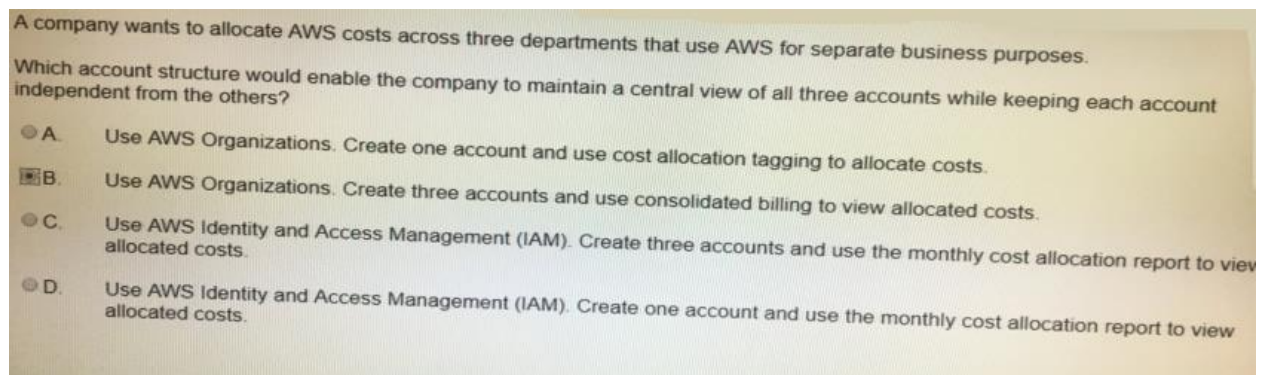 A company wants to allocate AWS costs across three departments that use AWS for separate business purposes.
Which account structure would enable the company to maintain a central view of all three accounts while keeping each account
independent from the others?
A. Use AWS Organizations. Create one account and use cost allocation tagging to allocate costs.
B. Use AWS Organizations. Create three accounts and use consolidated billing to view allocated costs.
C. Use AWS Identity and Access Management (IAM). Create three accounts and use the monthly cost allocation report to view
allocated costs.
D. Use AWS Identity and Access Management (IAM). Create one account and use the monthly cost allocation report to view
allocated costs.